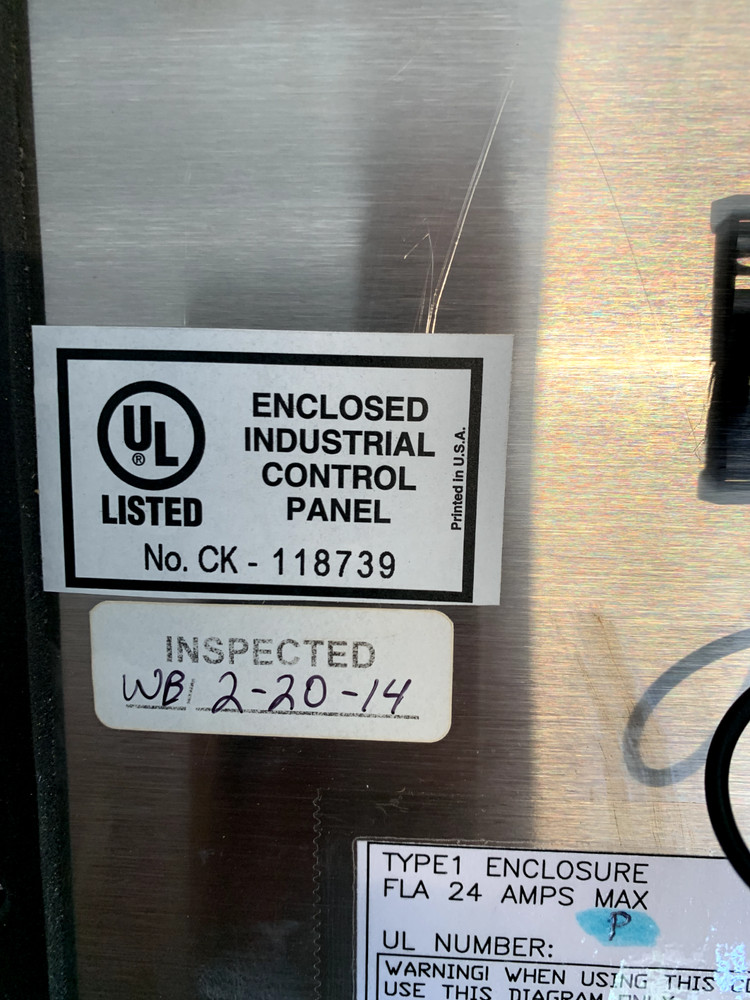 UL
®
LISTED
ENCLOSED
INDUSTRIAL
CONTROL
PANEL
Printed in U.S.A.
No. CK - 118739
INSPECTED
WB/ 2-20-14
TYPE1 ENCLOSURE
FLA 24 AMPS MAX
P
UL NUMBER:
WARNING! WHEN USING THIS
USE THIS DIAGRAM